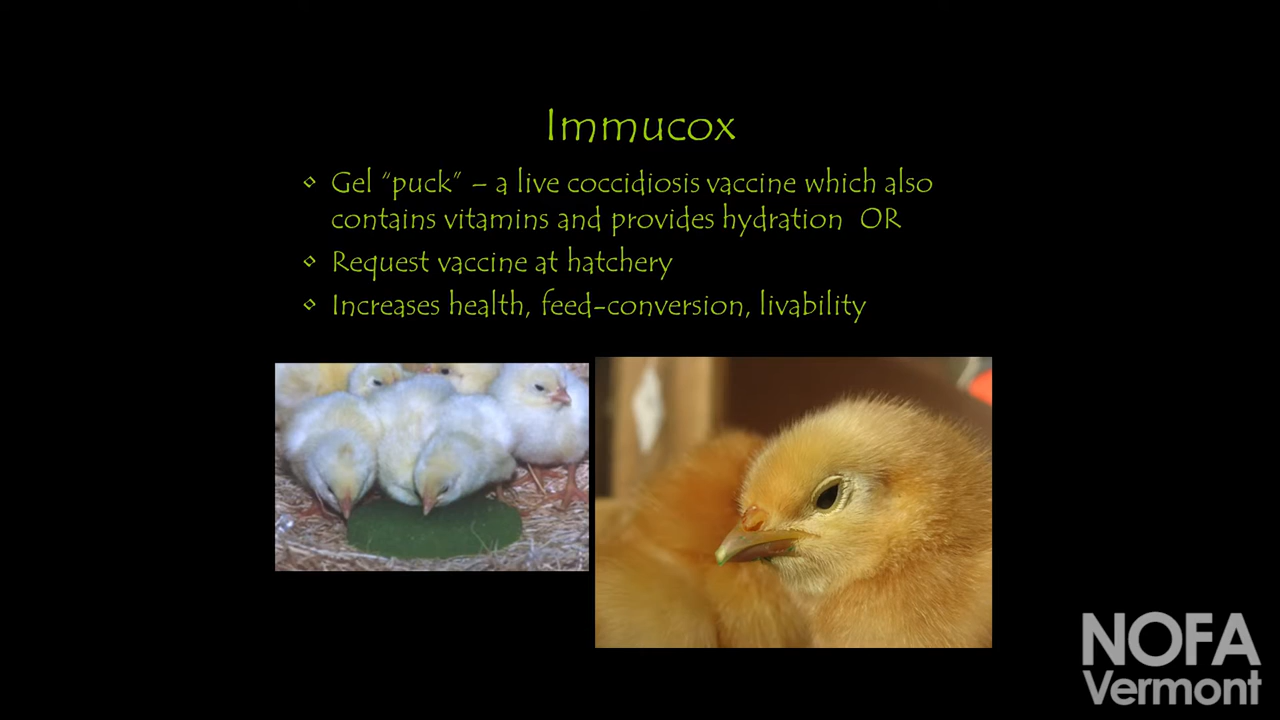 Immucox
Gel “puck” – a live coccidiosis vaccine which also
contains vitamins and provides hydration OR
Request vaccine at hatchery
Increases health, feed-conversion, livability
NOFA
Vermont